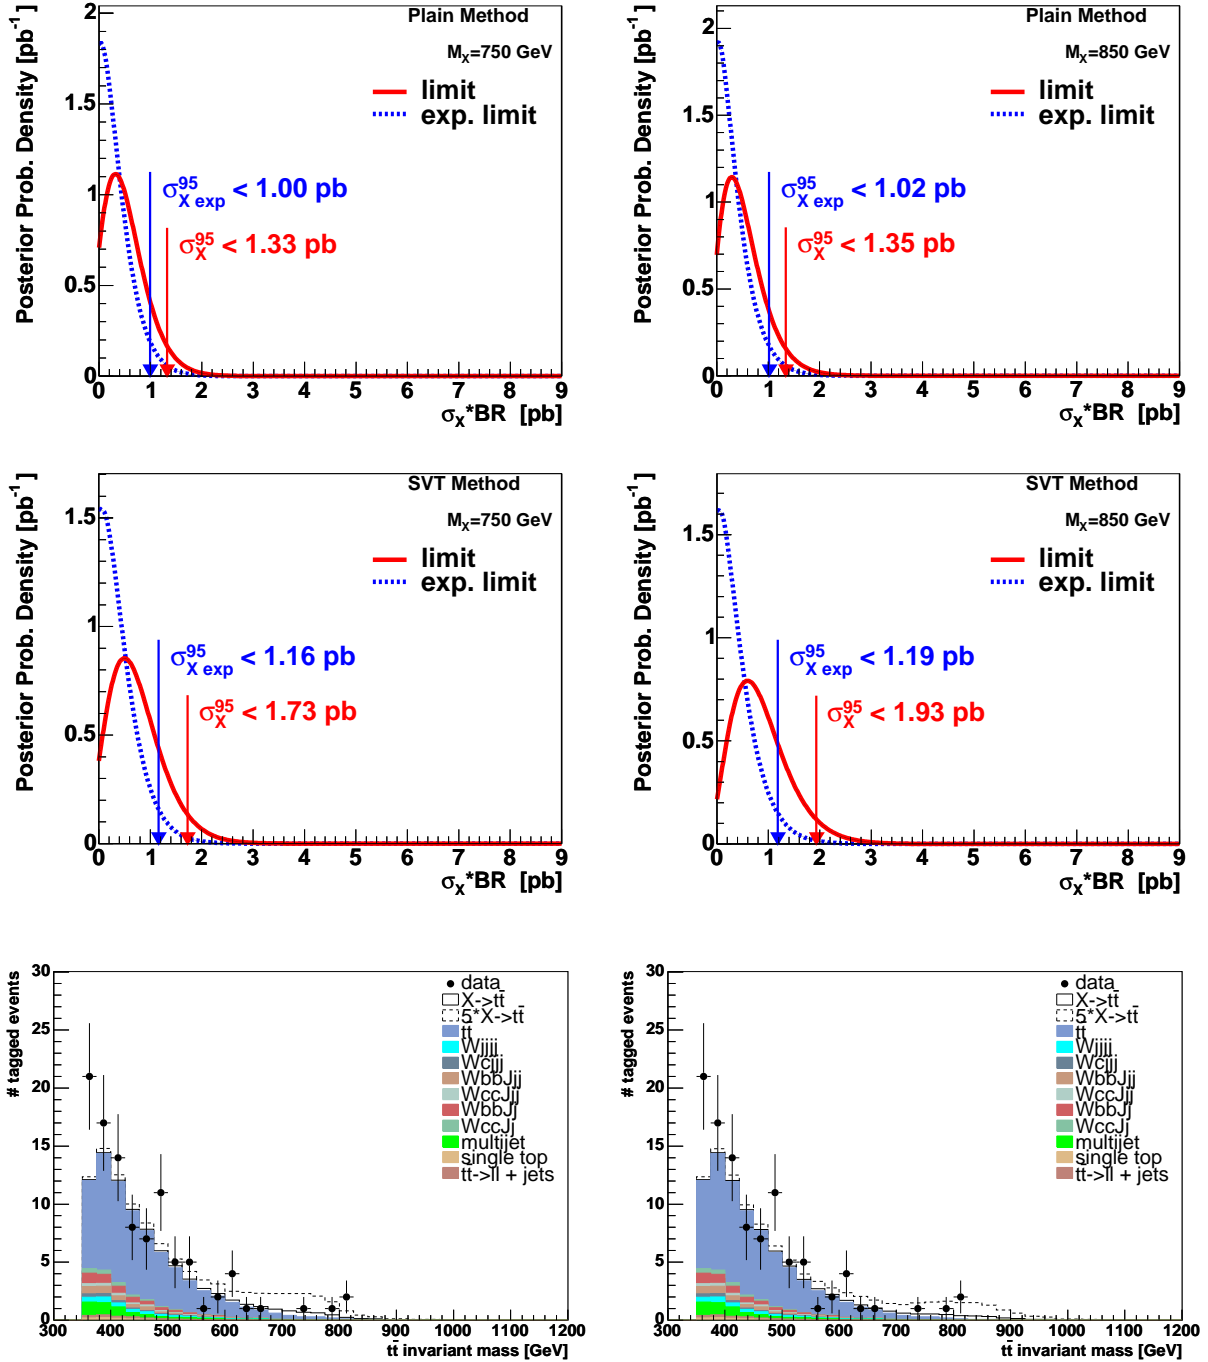 Plain Method
M_X=750 GeV
limit
exp. limit
σ^95_X exp < 1.00 pb
σ^95_X < 1.33 pb
Posterior Prob. Density [pb^-1]
0 0.5 1 1.5 2
0 1 2 3 4 5 6 7 8 9
σ_X*BR [pb]
Plain Method
M_X=850 GeV
limit
exp. limit
σ^95_X exp < 1.02 pb
σ^95_X < 1.35 pb
Posterior Prob. Density [pb^-1]
0 0.5 1 1.5 2
0 1 2 3 4 5 6 7 8 9
σ_X*BR [pb]
SVT Method
M_X=750 GeV
limit
exp. limit
σ^95_X exp < 1.16 pb
σ^95_X < 1.73 pb
Posterior Prob. Density [pb^-1]
0 0.5 1 1.5
0 1 2 3 4 5 6 7 8 9
σ_X*BR [pb]
SVT Method
M_X=850 GeV
limit
exp. limit
σ^95_X exp < 1.19 pb
σ^95_X < 1.93 pb
Posterior Prob. Density [pb^-1]
0 0.5 1 1.5
0 1 2 3 4 5 6 7 8 9
σ_X*BR [pb]
# tagged events
0 5 10 15 20 25 30
data
X->tt̄
5*X->tt̄
tt̄
Wjjjj
Wcjjj
WbbJjj
WccJjj
WbbJj
WccJj
multijet
single top
tt̄->ll + jets
300 400 500 600 700 800 900 1000 1100 1200
tt̄ invariant mass [GeV]
# tagged events
0 5 10 15 20 25 30
data
X->tt̄
5*X->tt̄
tt̄
Wjjjj
Wcjjj
WbbJjj
WccJjj
WbbJj
WccJj
multijet
single top
tt̄->ll + jets
300 400 500 600 700 800 900 1000 1100 1200
tt̄ invariant mass [GeV]